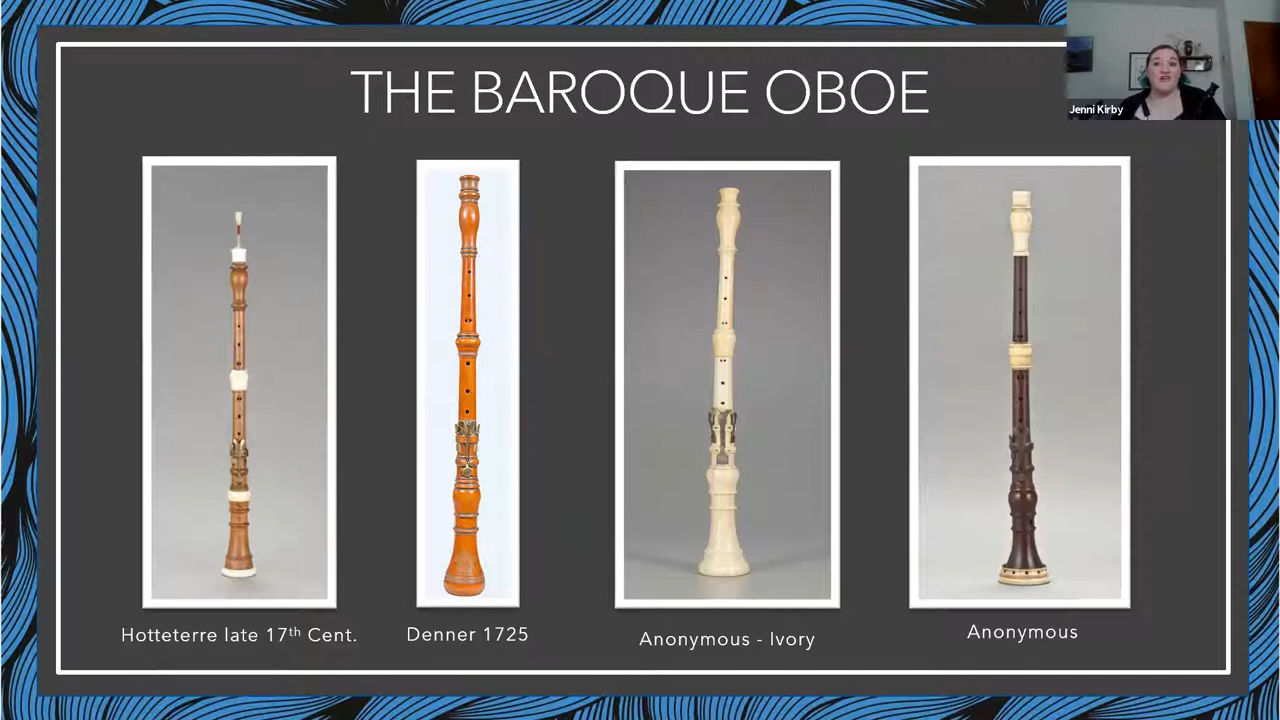 THE BAROQUE OBOE
Jenni Kirby
Hotteterre late 17th Cent.
Denner 1725
Anonymous - Ivory
Anonymous